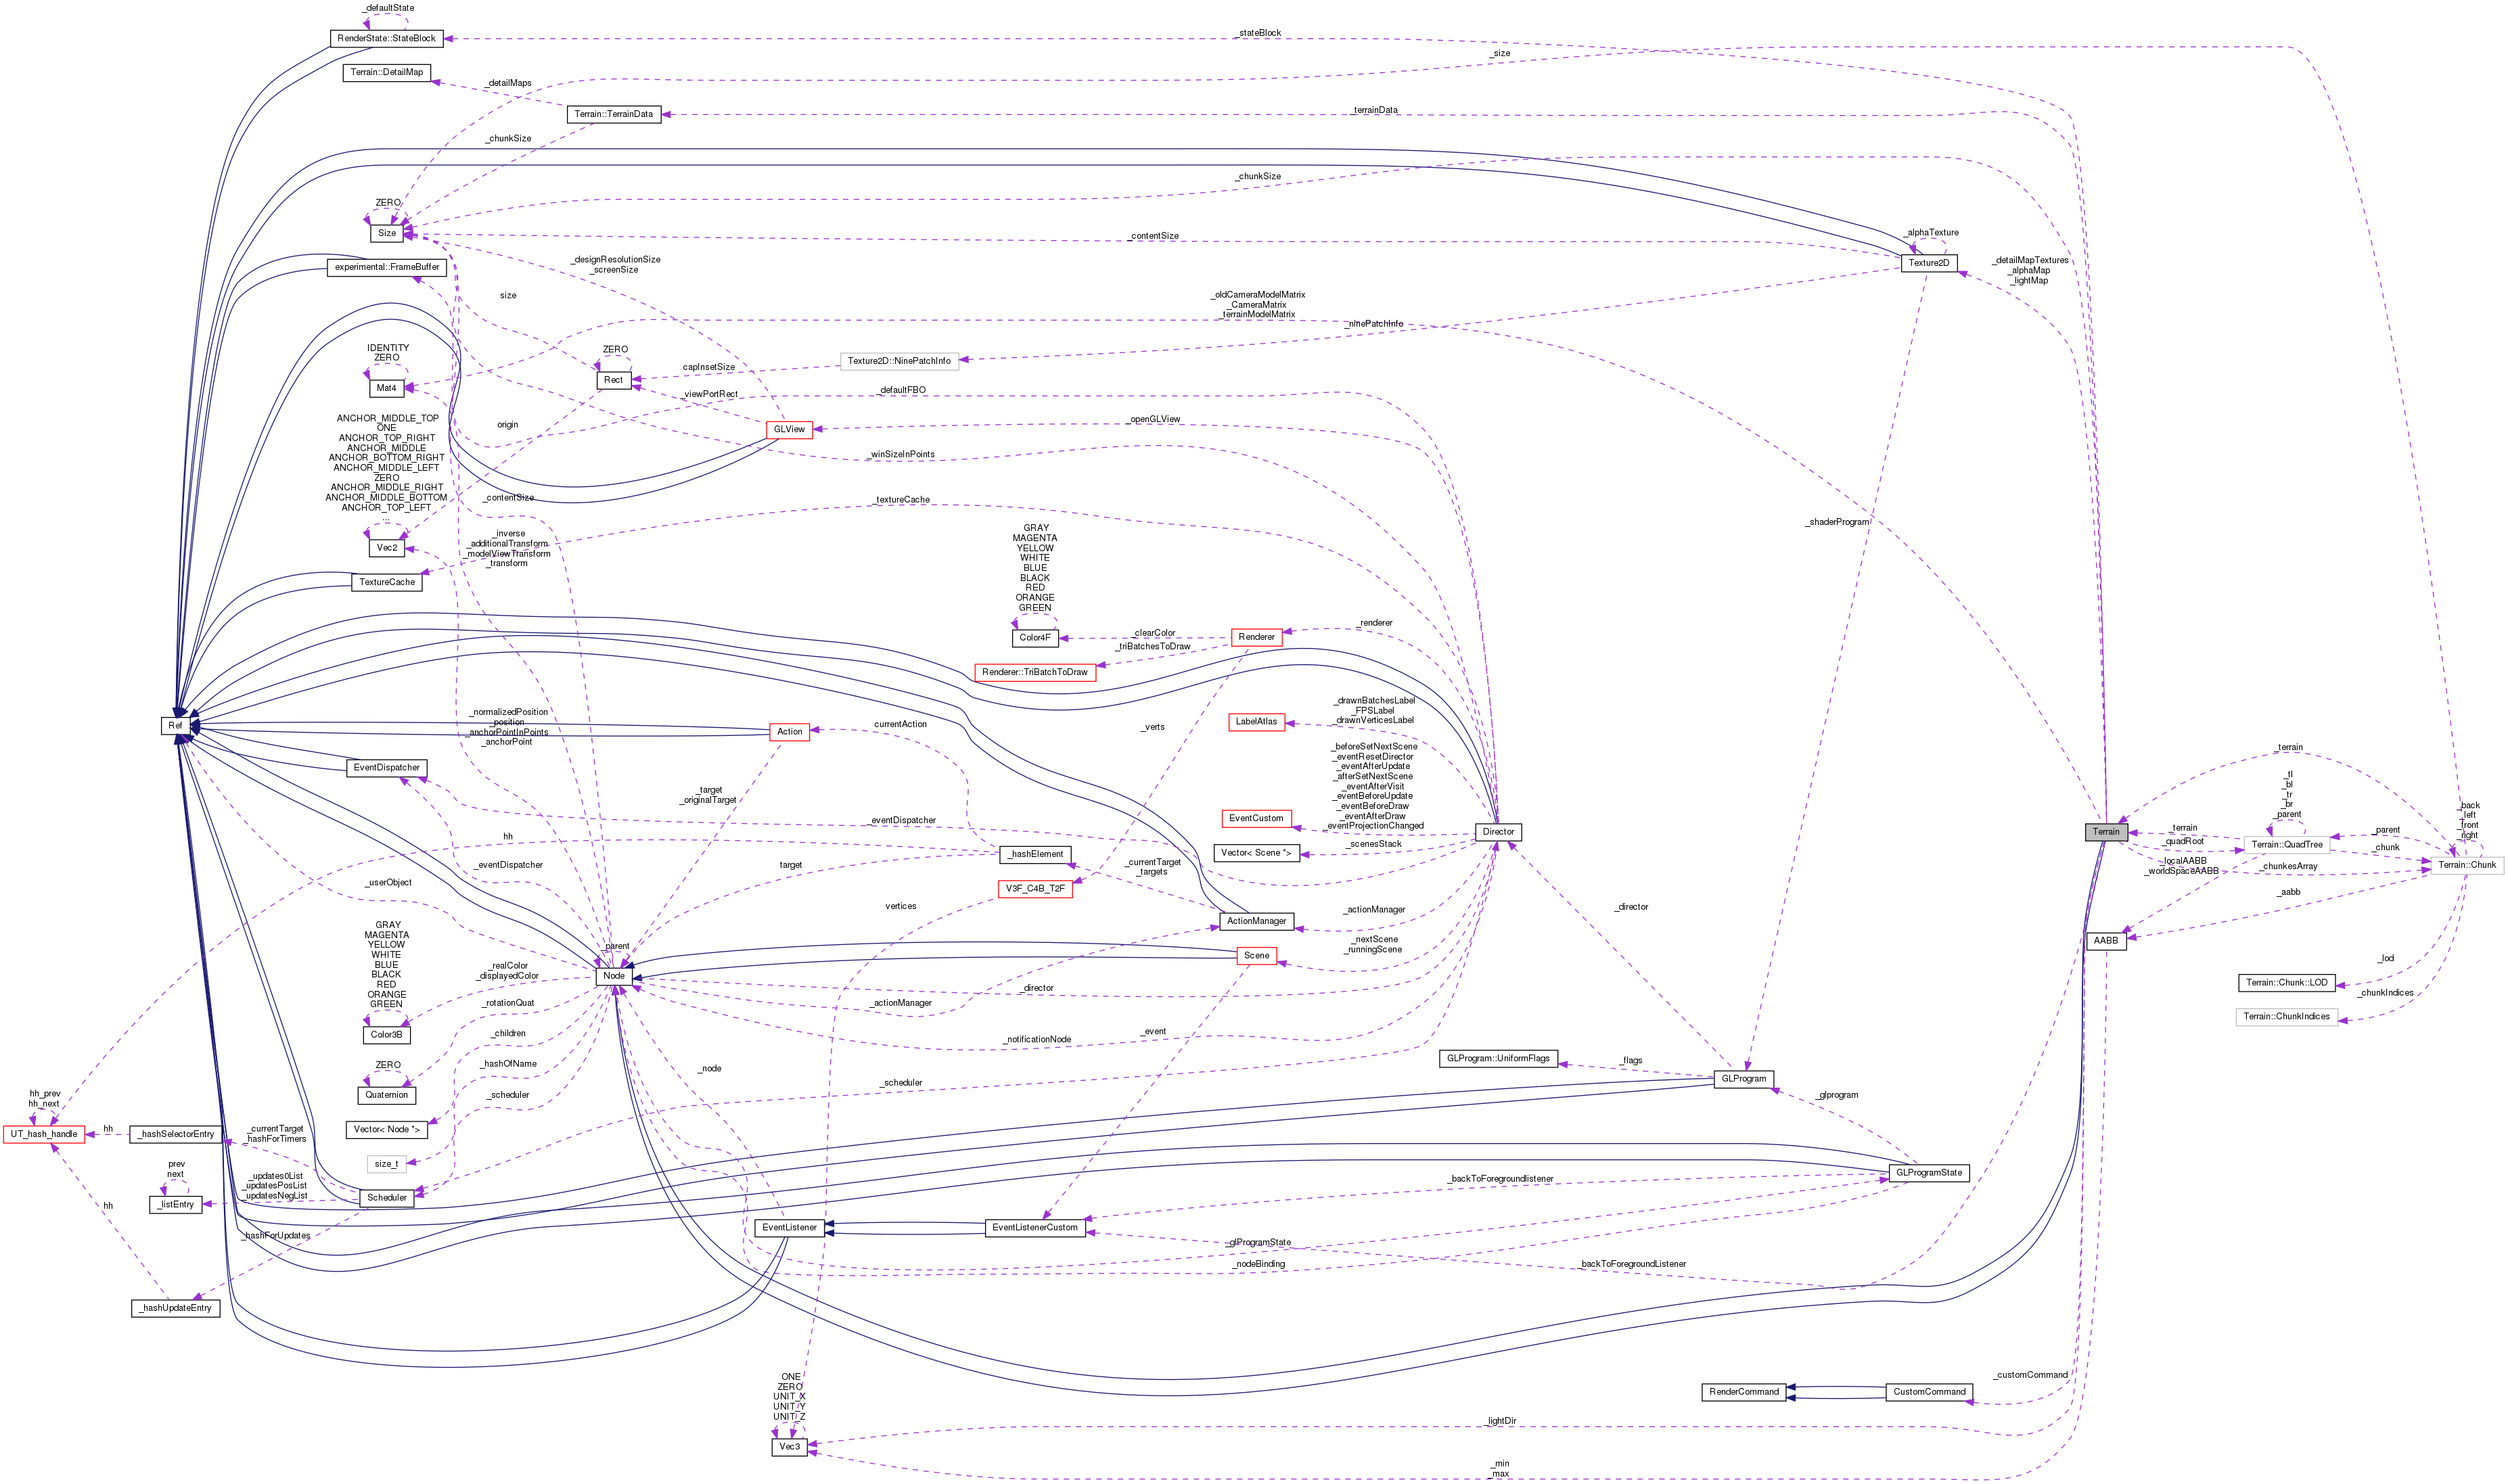 _defaultState
RenderState::StateBlock
_stateBlock
_size
Terrain::DetailMap
_detailMaps
Terrain::TerrainData
_terrainData
_chunkSize
_chunkSize
ZERO
Size
_contentSize
_alphaTexture
Texture2D
_detailMapTextures
_alphaMap
_lightMap
experimental::FrameBuffer
_designResolutionSize
_screenSize
size
_oldCameraModelMatrix
_CameraMatrix
_terrainModelMatrix
_ninePatchInfo
IDENTITY
ZERO
Mat4
ZERO
Rect
capInsetSize
Texture2D::NinePatchInfo
_viewPortRect
_defaultFBO
_openGLView
GLView
origin
_winSizeInPoints
ANCHOR_MIDDLE_TOP
ONE
ANCHOR_TOP_RIGHT
ANCHOR_MIDDLE
ANCHOR_BOTTOM_RIGHT
ANCHOR_MIDDLE_LEFT
ZERO
ANCHOR_MIDDLE_RIGHT
ANCHOR_MIDDLE_BOTTOM
ANCHOR_TOP_LEFT
...
Vec2
_contentSize
_textureCache
_shaderProgram
_inverse
_additionalTransform
_modelViewTransform
_transform
TextureCache
GRAY
MAGENTA
YELLOW
WHITE
BLUE
BLACK
RED
ORANGE
GREEN
Color4F
_clearColor
_triBatchesToDraw
Renderer
_renderer
Renderer::TriBatchToDraw
Ref
_normalizedPosition
_position
_anchorPointInPoints
_anchorPoint
Action
currentAction
_verts
_drawnBatchesLabel
_FPSLabel
_drawnVerticesLabel
LabelAtlas
EventDispatcher
_target
_originalTarget
_beforeSetNextScene
_eventResetDirector
_eventAfterUpdate
_afterSetNextScene
_eventAfterVisit
_eventBeforeUpdate
_eventBeforeDraw
_eventAfterDraw
_eventProjectionChanged
EventCustom
_scenesStack
Vector< Scene *>
Director
_terrain
Terrain
_terrain
_quadRoot
_tl
_bl
_tr
_br
_parent
Terrain::QuadTree
_parent
_chunk
_back
_left
_front
_right
Terrain::Chunk
_localAABB
_worldSpaceAABB
_chunkesArray
_aabb
AABB
_eventDispatcher
hh
_hashElement
_eventDispatcher
target
_currentTarget
_targets
_userObject
V3F_C4B_T2F
vertices
ActionManager
_actionManager
_director
_parent
Node
_nextScene
_runningScene
Scene
GRAY
MAGENTA
YELLOW
WHITE
BLUE
BLACK
RED
ORANGE
GREEN
Color3B
_realColor
_displayedColor
_rotationQuat
_actionManager
_director
_lod
Terrain::Chunk::LOD
_chunkIndices
Terrain::ChunkIndices
_children
_event
_notificationNode
ZERO
Quaternion
_hashOfName
_node
_scheduler
_flags
GLProgram::UniformFlags
GLProgram
_scheduler
_glprogram
hh_prev
hh_next
UT_hash_handle
hh
_hashSelectorEntry
_currentTarget
_hashForTimers
Vector< Node *>
size_t
prev
next
_listEntry
_updates0List
_updatesPosList
_updatesNegList
Scheduler
GLProgramState
_backToForegroundlistener
hh
_hashForUpdates
EventListener
EventListenerCustom
_glProgramState
_nodeBinding
_backToForegroundListener
_hashUpdateEntry
ONE
ZERO
UNIT_X
UNIT_Y
UNIT_Z
Vec3
_customCommand
RenderCommand
CustomCommand
_lightDir
_min
_max